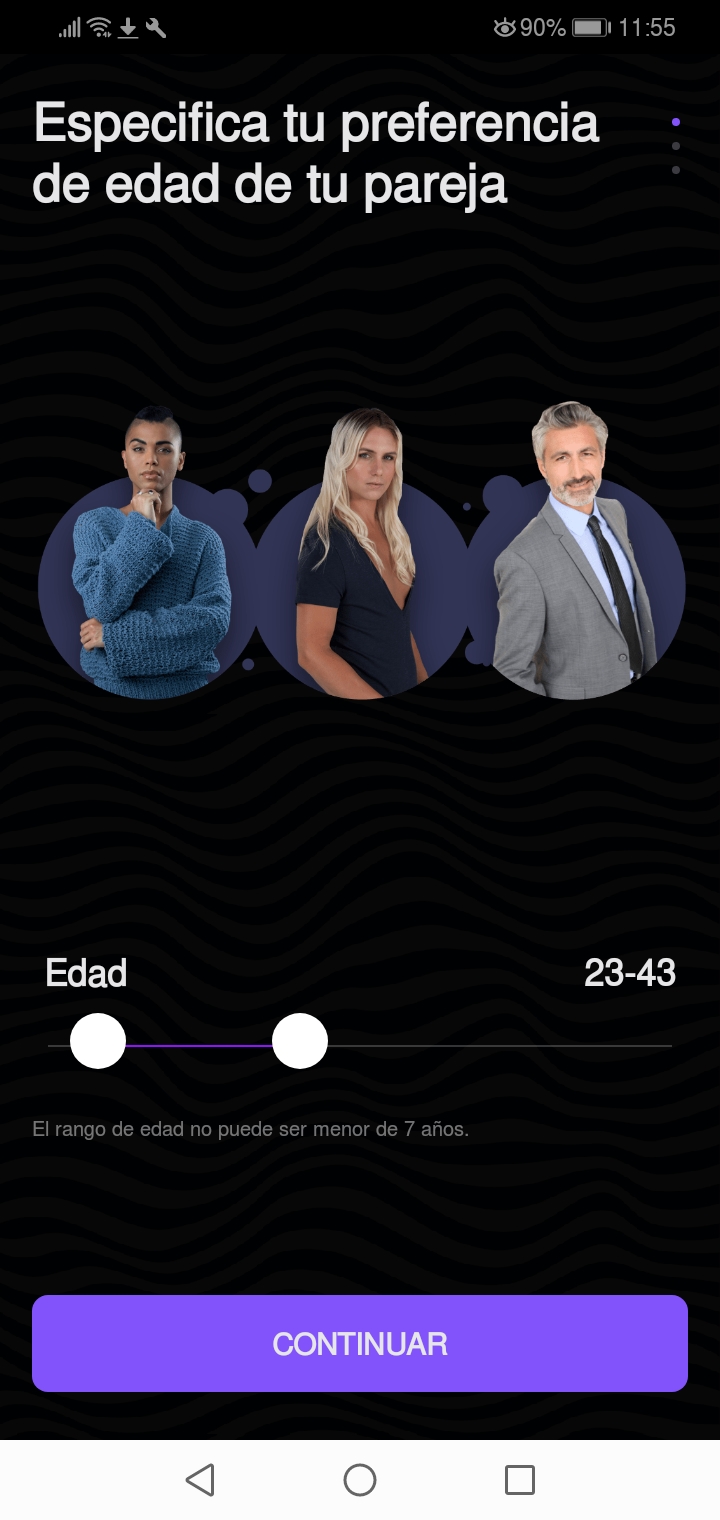 90% 11:55
Especifica tu preferencia
de edad de tu pareja
Edad 23-43
El rango de edad no puede ser menor de 7 años.
CONTINUAR